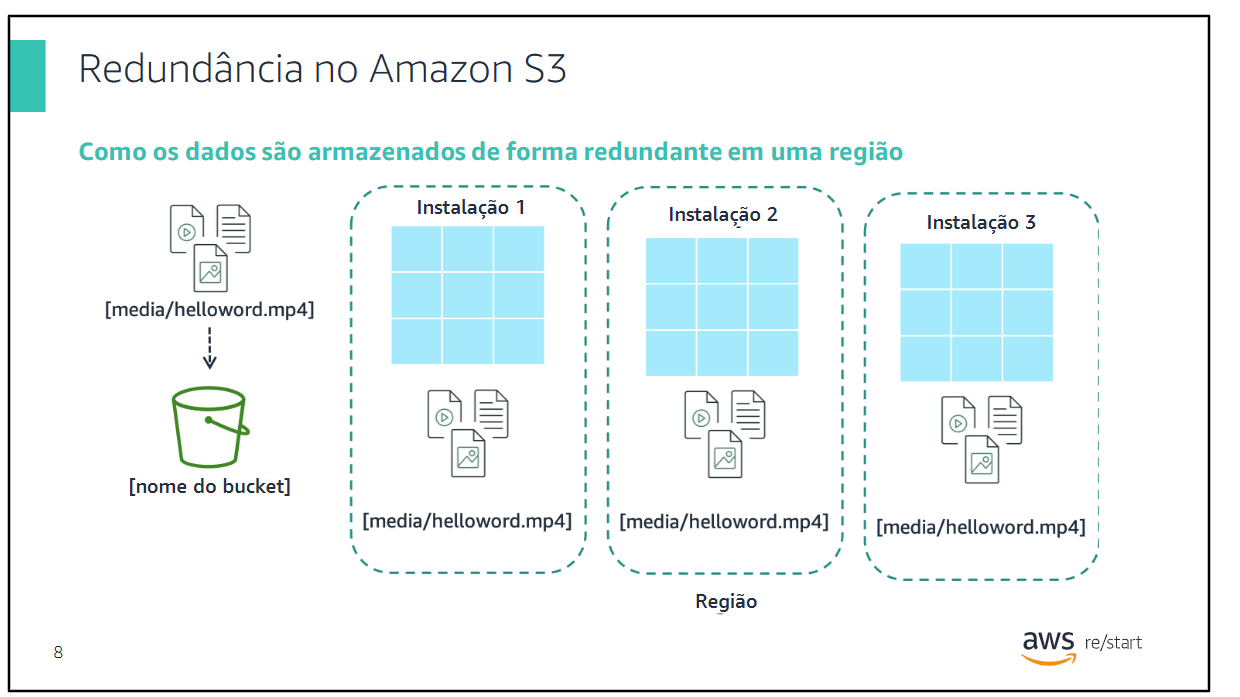 Redundância no Amazon S3
Como os dados são armazenados de forma redundante em uma região
Instalação 1
Instalação 2
Instalação 3
[media/helloword.mp4]
[nome do bucket]
[media/helloword.mp4]
[media/helloword.mp4]
[media/helloword.mp4]
Região
8
aws re/start